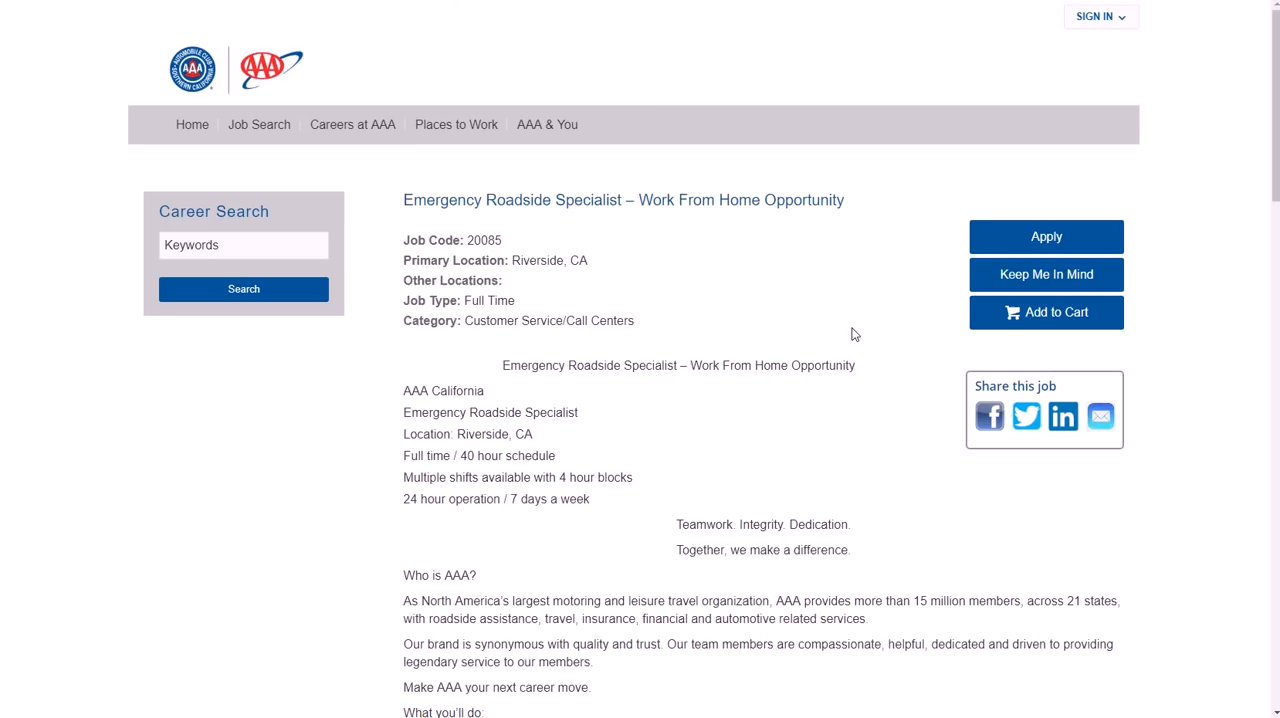 SIGN IN
AUTOMOBILE CLUB
SOUTHERN CALIFORNIA
AAA
AAA
Home
Job Search
Careers at AAA
Places to Work
AAA & You
Career Search
Keywords
Search
Emergency Roadside Specialist – Work From Home Opportunity
Job Code: 20085
Primary Location: Riverside, CA
Other Locations:
Job Type: Full Time
Category: Customer Service/Call Centers
Apply
Keep Me In Mind
Add to Cart
Share this job
Emergency Roadside Specialist – Work From Home Opportunity
AAA California
Emergency Roadside Specialist
Location: Riverside, CA
Full time / 40 hour schedule
Multiple shifts available with 4 hour blocks
24 hour operation / 7 days a week
Teamwork. Integrity. Dedication.
Together, we make a difference.
Who is AAA?
As North America's largest motoring and leisure travel organization, AAA provides more than 15 million members, across 21 states,
with roadside assistance, travel, insurance, financial and automotive related services.
Our brand is synonymous with quality and trust. Our team members are compassionate, helpful, dedicated and driven to providing
legendary service to our members.
Make AAA your next career move.
What you'll do: